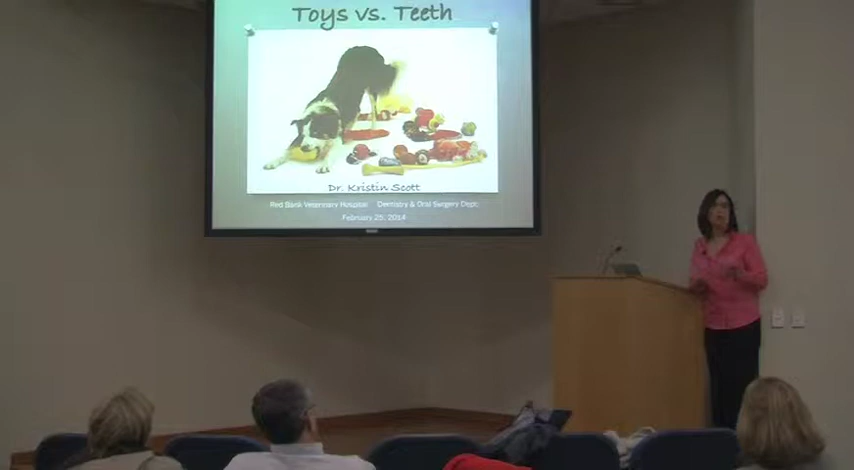 Toys vs. Teeth
Dr. Kristin Scott
Red Bank Veterinary Hospital Dentistry & Oral Surgery Dept.
February 25, 2014